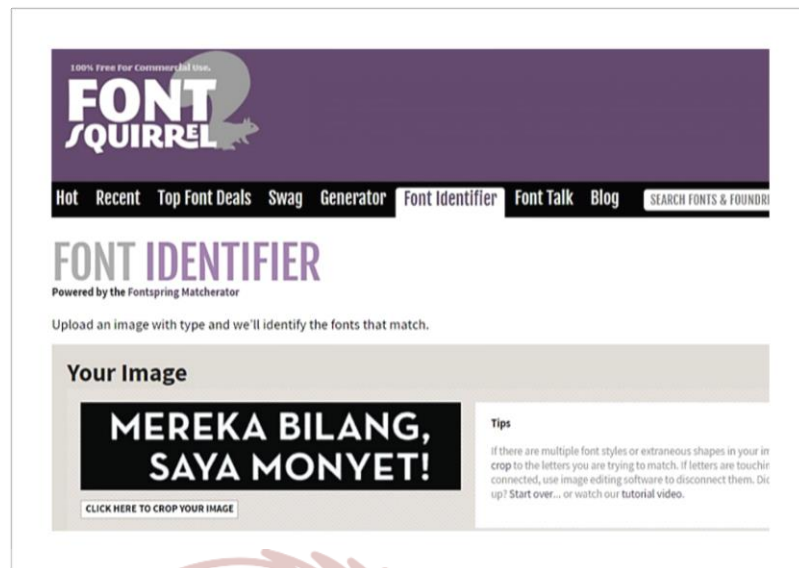 100% Free For Commercial Use.
FONT
SQUIRREL
Hot Recent Top Font Deals Swag Generator Font Identifier Font Talk Blog SEARCH FONTS &
FONT IDENTIFIER
Powered by the Fontspring Matcherator
Upload an image with type and we'll identify the fonts that match.
Your Image
MEREKA BILANG,
SAYA MONYET!
CLICK HERE TO CROP YOUR IMAGE
Tips
If there are multiple font styles or extraneous shapes in your
crop to the letters you are trying to match. If letters are
connected, use image editing software to disconnect them.
up? Start over... or watch our tutorial video.